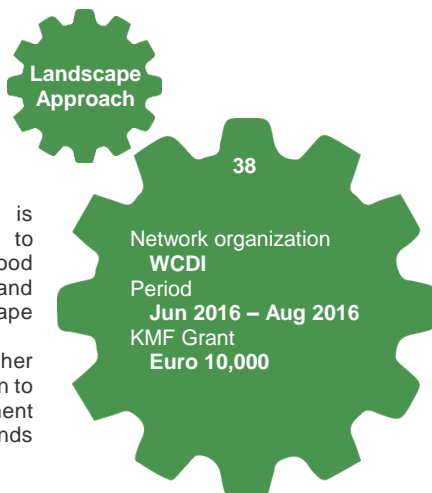 Landscape
Approach
38
is
to
ood
and
ape
her
n to
ment
nds
Network organization
WCDI
Period
Jun 2016 – Aug 2016
KMF Grant
Euro 10,000